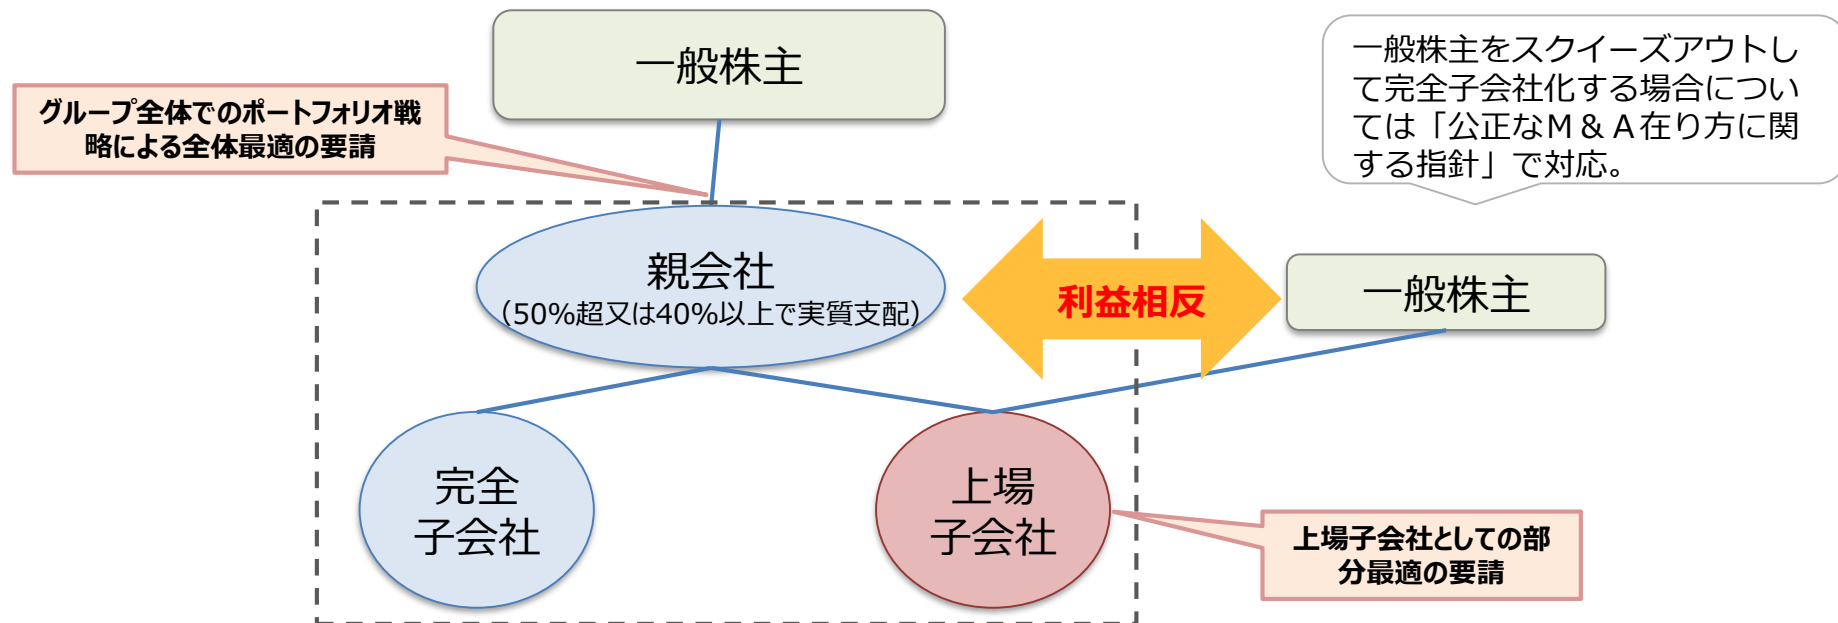 一般株主
一般株主をスクイーズアウトし
て完全子会社化する場合につい
ては「公正なM&A在り方に関
する指針」で対応。
グループ全体でのポートフォリオ戦
略による全体最適の要請
親会社
（50%超又は40%以上で実質支配）
利益相反
一般株主
完全
子会社
上場
子会社
上場子会社としての部
分最適の要請